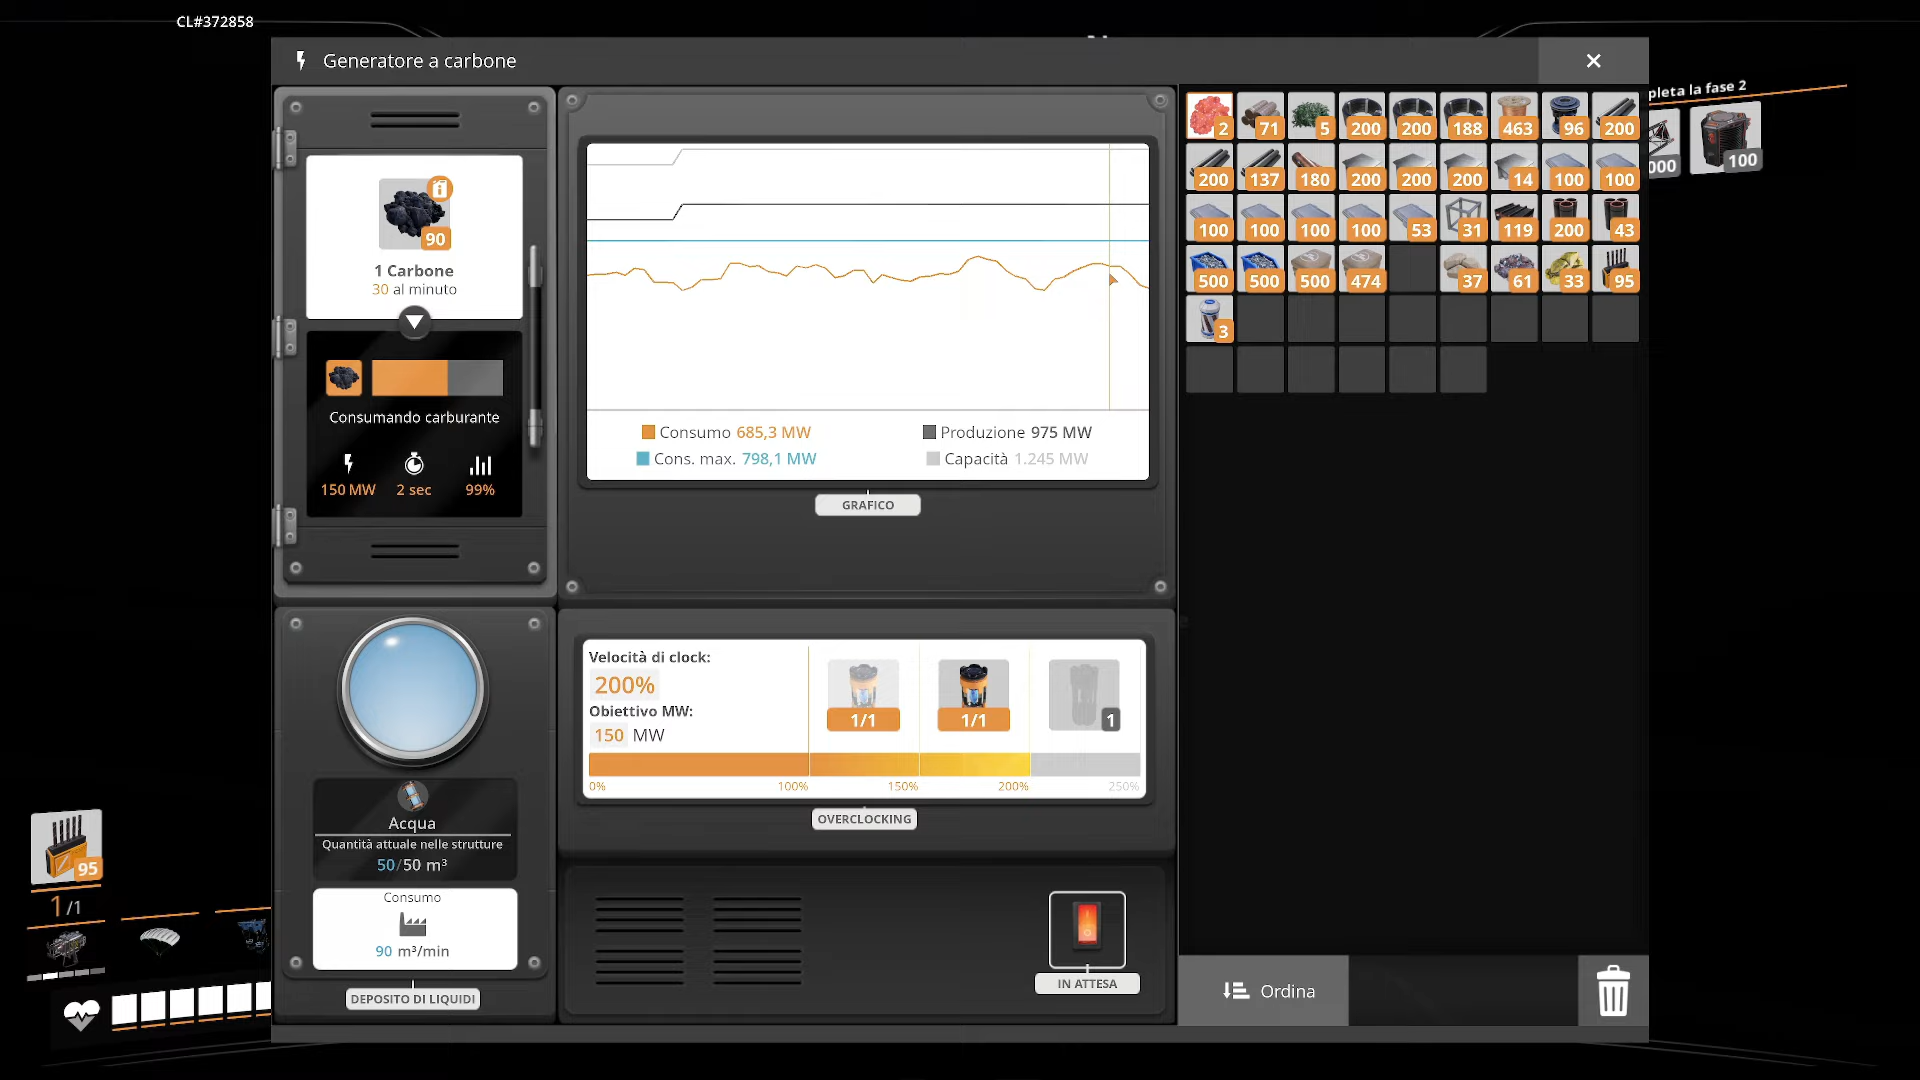 CL#372858
Generatore a carbone
pleta la fase 2
000
100
90
1 Carbone
30 al minuto
Consumando carburante
150 MW
2 sec
99%
Consumo 685,3 MW
Produzione 975 MW
Cons. max. 798,1 MW
Capacità 1.245 MW
GRAFICO
2 71 5 200 200 188 463 96 200
200 137 180 200 200 200 14 100 100
100 100 100 100 53 31 119 200 43
500 500 500 474 37 61 33 95
3
Velocità di clock:
200%
Obiettivo MW:
150 MW
1/1
1/1
1
0% 100% 150% 200% 250%
OVERCLOCKING
Acqua
Quantità attuale nelle strutture
50/50 m³
Consumo
90 m³/min
DEPOSITO DI LIQUIDI
IN ATTESA
Ordina
95
1/1